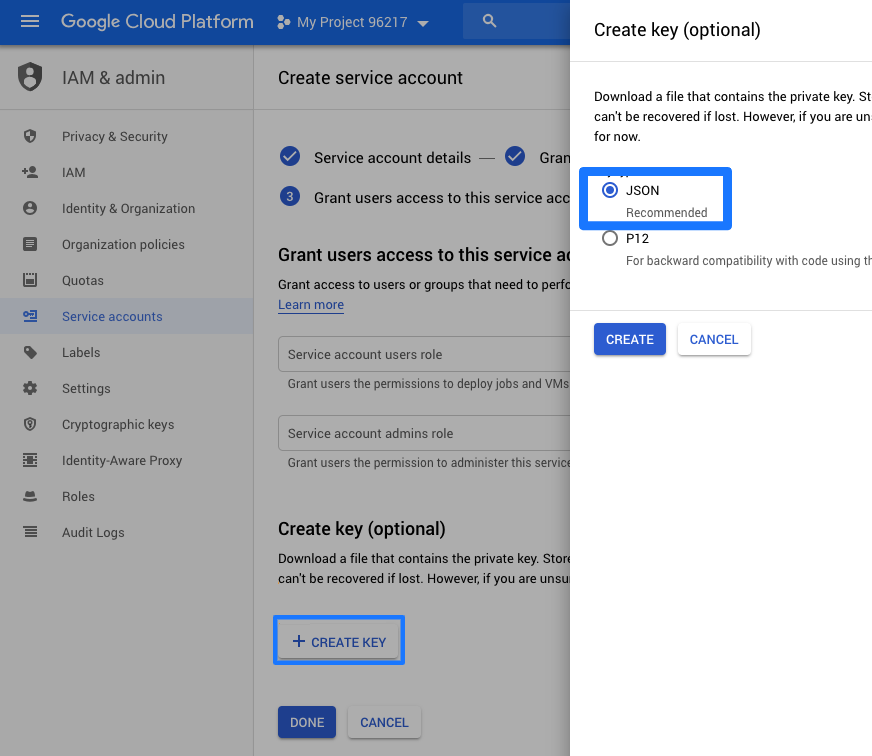 Google Cloud Platform
My Project 96217
IAM & admin
Privacy & Security
IAM
Identity & Organization
Organization policies
Quotas
Service accounts
Labels
Settings
Cryptographic keys
Identity-Aware Proxy
Roles
Audit Logs
Create service account
Service account details — Gran
3 Grant users access to this service acc
Grant users access to this service ac
Grant access to users or groups that need to perfo
Learn more
Service account users role
Grant users the permissions to deploy jobs and VMs
Service account admins role
Grant users the permission to administer this service
Create key (optional)
Download a file that contains the private key. Store
can't be recovered if lost. However, if you are unsu
+ CREATE KEY
DONE
CANCEL
Create key (optional)
Download a file that contains the private key. St
can't be recovered if lost. However, if you are uns
for now.
JSON
Recommended
P12
For backward compatibility with code using th
CREATE
CANCEL